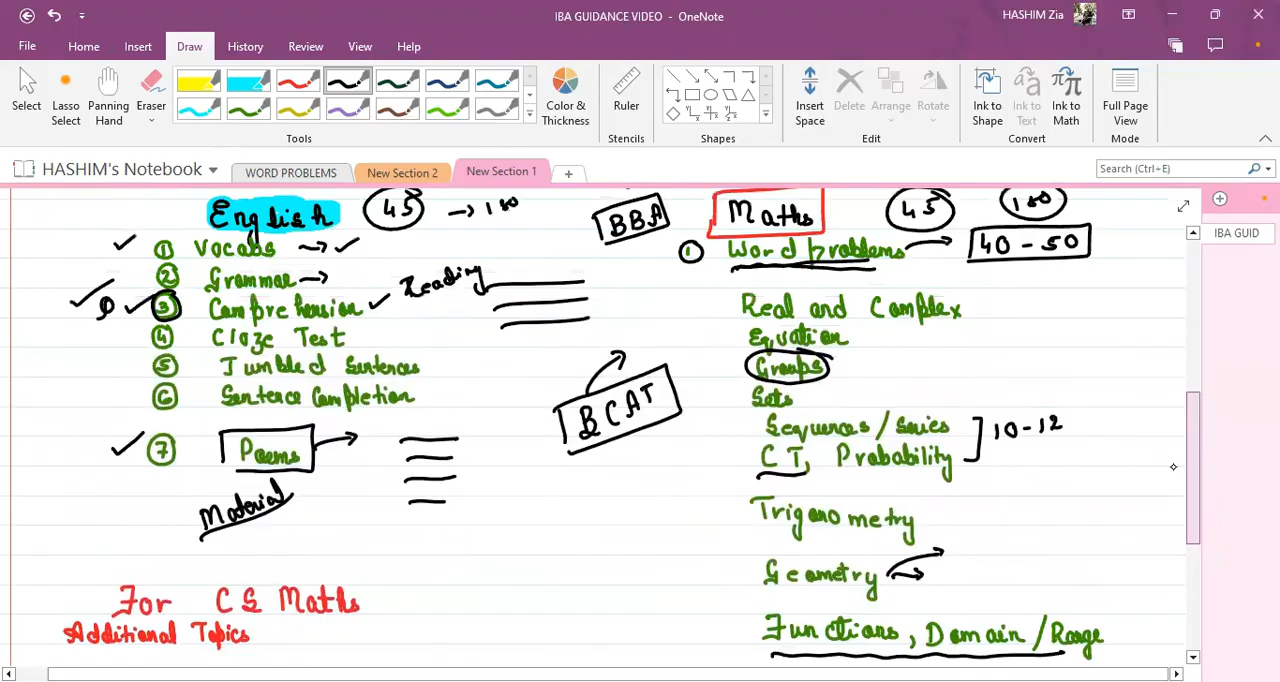 IBA GUIDANCE VIDEO - OneNote
HASHIM Zia
File Home Insert Draw History Review View Help
Select
Lasso Select
Panning Hand
Eraser
Color & Thickness
Ruler
Insert Space
Delete
Arrange
Rotate
Ink to Shape
Ink to Text
Ink to Math
Full Page View
Tools
Stencils
Shapes
Edit
Convert
Mode
HASHIM's Notebook
WORD PROBLEMS
New Section 2
New Section 1
Search (Ctrl+E)
IBA GUID
English 45 → 180
① Vocabs →
② Grammar →
③ Comprehension Reading
④ Cloze Test
⑤ Jumbled Sentences
⑥ Sentence Completion
⑦ Poems →
Material
For CS Maths
Additional Topics
BBA
BCAT
Maths 45 180
① Word problems → 40 - 50
Real and Complex
Equation
Groups
Sets
Sequences / Series
C T, Probability ] 10 - 12
Trigonometry
Geometry
Functions, Domain / Range